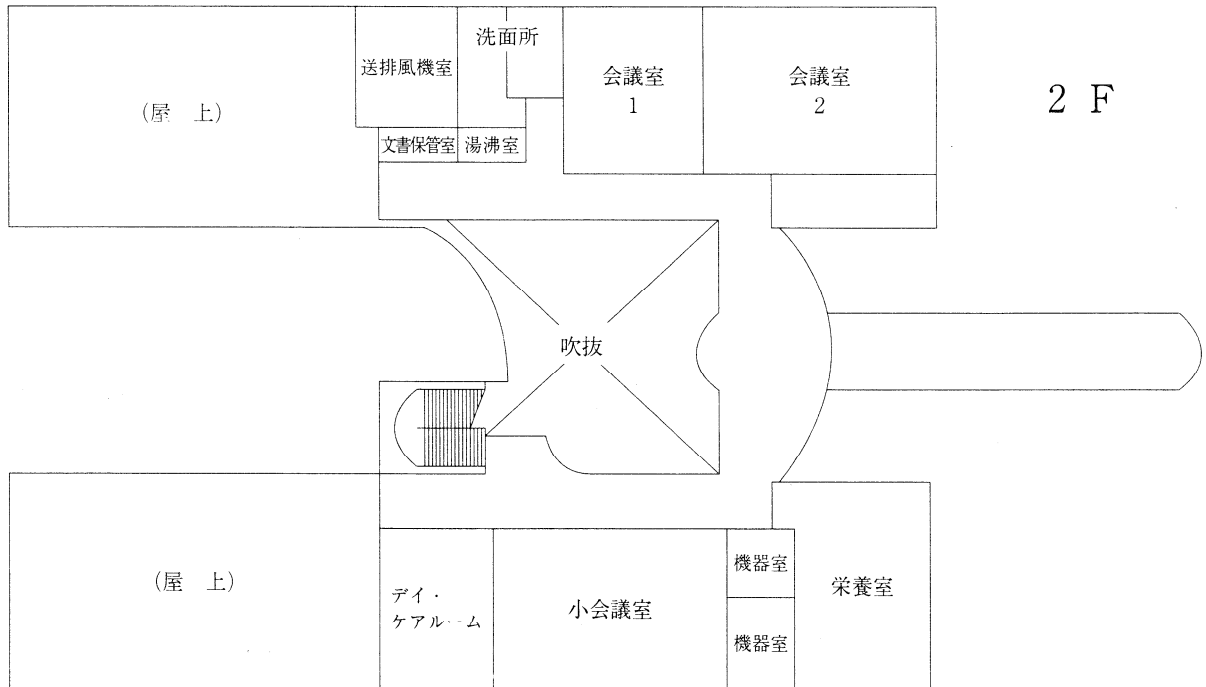 洗面所
送排風機室
会議室
1
会議室
2
2 F
(屋 上)
文書保管室
湯沸室
吹抜
(屋 上)
デイ・
ケアルーム
小会議室
機器室
機器室
栄養室